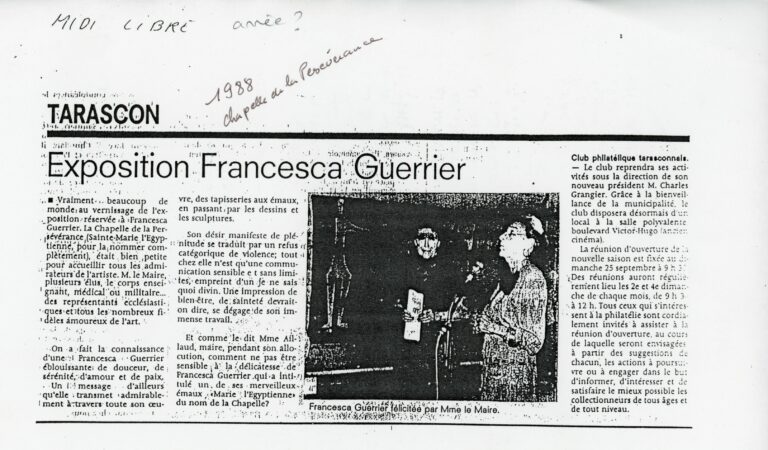 MIDI LIBRE année ?
1988
chapelle de la Persévérance
TARASCON
Exposition Francesca Guerrier
■ Vraiment... beaucoup de
monde au vernissage de l'ex-
position réservée à Francesca
Guerrier. La Chapelle de la Per-
sévérance (Sainte-Marie l'Egyp-
tienne, pour la nommer com-
plètement), était bien petite
pour accueillir tous les admi-
rateurs de l'artiste. M. le Maire,
plusieurs élus, le corps ensei-
gnant, médical ou militaire...
des représentants ecclésiasti-
ques et tous les nombreux fi-
dèles amoureux de l'art.
On a fait la connaissance
d'une Francesca Guerrier
éblouissante de douceur, de
sérénité, d'amour et de paix.
Un message d'ailleurs
qu'elle transmet admirable-
ment à travers toute son œu-
vre, des tapisseries aux émaux,
en passant par les dessins et
les sculptures.
Son désir manifeste de plé-
nitude se traduit par un refus
catégorique de violence; tout
chez elle n'est qu'une commu-
nication sensible e t sans limi-
tes, empreint d'un je ne sais
quoi divin. Une impression de
bien-être, de sainteté devrait-
on dire, se dégage de son im-
mense travail.
Et comme le dit Mme Ail-
laud, maire, pendant son allo-
cution, comment ne pas être
sensible à la délicatesse de
Francesca Guerrier qui a inti-
tulé un de ses merveilleux
émaux «Marie l'Egyptienne»
du nom de la Chapelle?
Francesca Guerrier félicitée par Mme le Maire.
Club philatélique tarasconnais.
— Le club reprendra ses acti-
vités sous la direction de son
nouveau président M. Charles
Grangier. Grâce à la bienveil-
lance de la municipalité, le
club disposera désormais d'un
local à la salle polyvalente
boulevard Victor-Hugo (ancien
cinéma).
La réunion d'ouverture de la
nouvelle saison est fixée au di-
manche 25 septembre à 9 h 30.
Des réunions auront régulié-
rement lieu les 2e et 4e diman-
che de chaque mois, de 9 h 30
à 12 h. Tous ceux qui s'intéres-
sent à la philatélie sont cordia-
lement invités à assister à la
réunion d'ouverture, au cours
de laquelle seront envisagées
à partir des suggestions de
chacun, les actions à poursui-
vre ou à engager dans le but
d'informer, d'intéresser et de
satisfaire le mieux possible les
collectionneurs de tous âges et
de tout niveau.